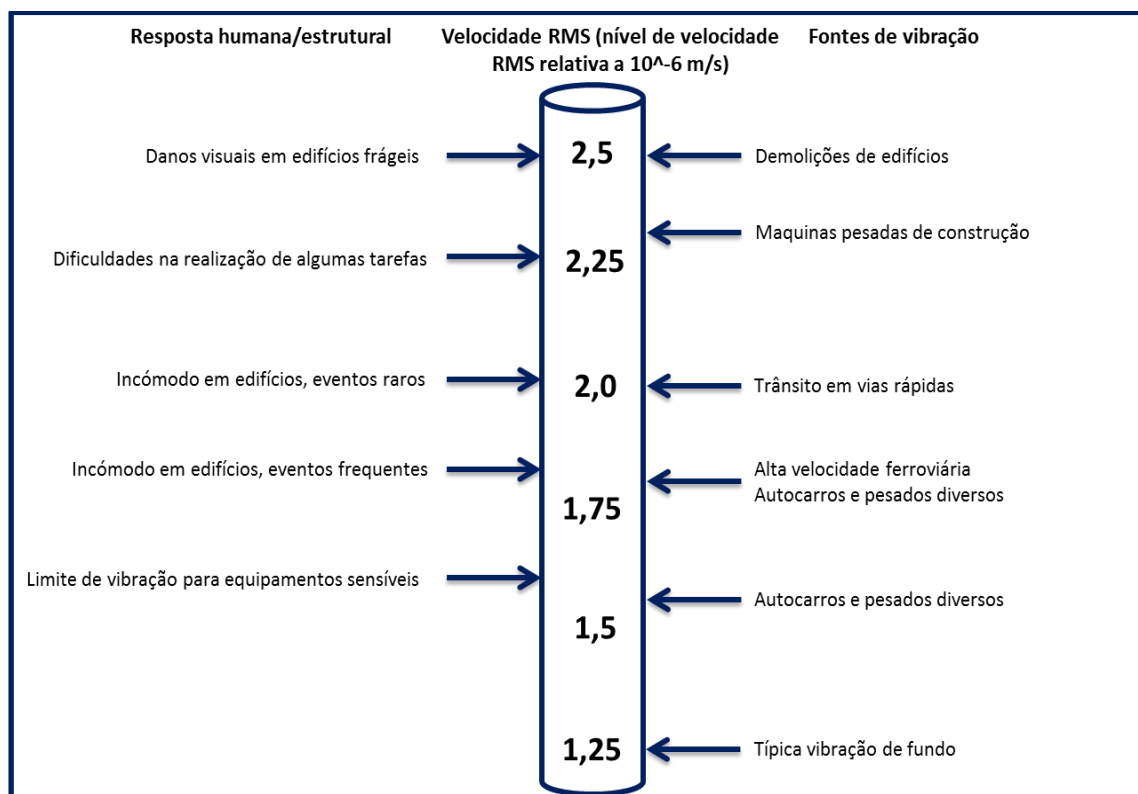 Resposta humana/estrutural
Velocidade RMS (nível de velocidade
RMS relativa a 10^-6 m/s)
Fontes de vibração
Danos visuais em edifícios frágeis
2,5
Demolições de edifícios
Maquinas pesadas de construção
Dificuldades na realização de algumas tarefas
2,25
Incómodo em edifícios, eventos raros
2,0
Trânsito em vias rápidas
Incómodo em edifícios, eventos frequentes
Alta velocidade ferroviária
Autocarros e pesados diversos
1,75
Limite de vibração para equipamentos sensíveis
Autocarros e pesados diversos
1,5
1,25
Típica vibração de fundo